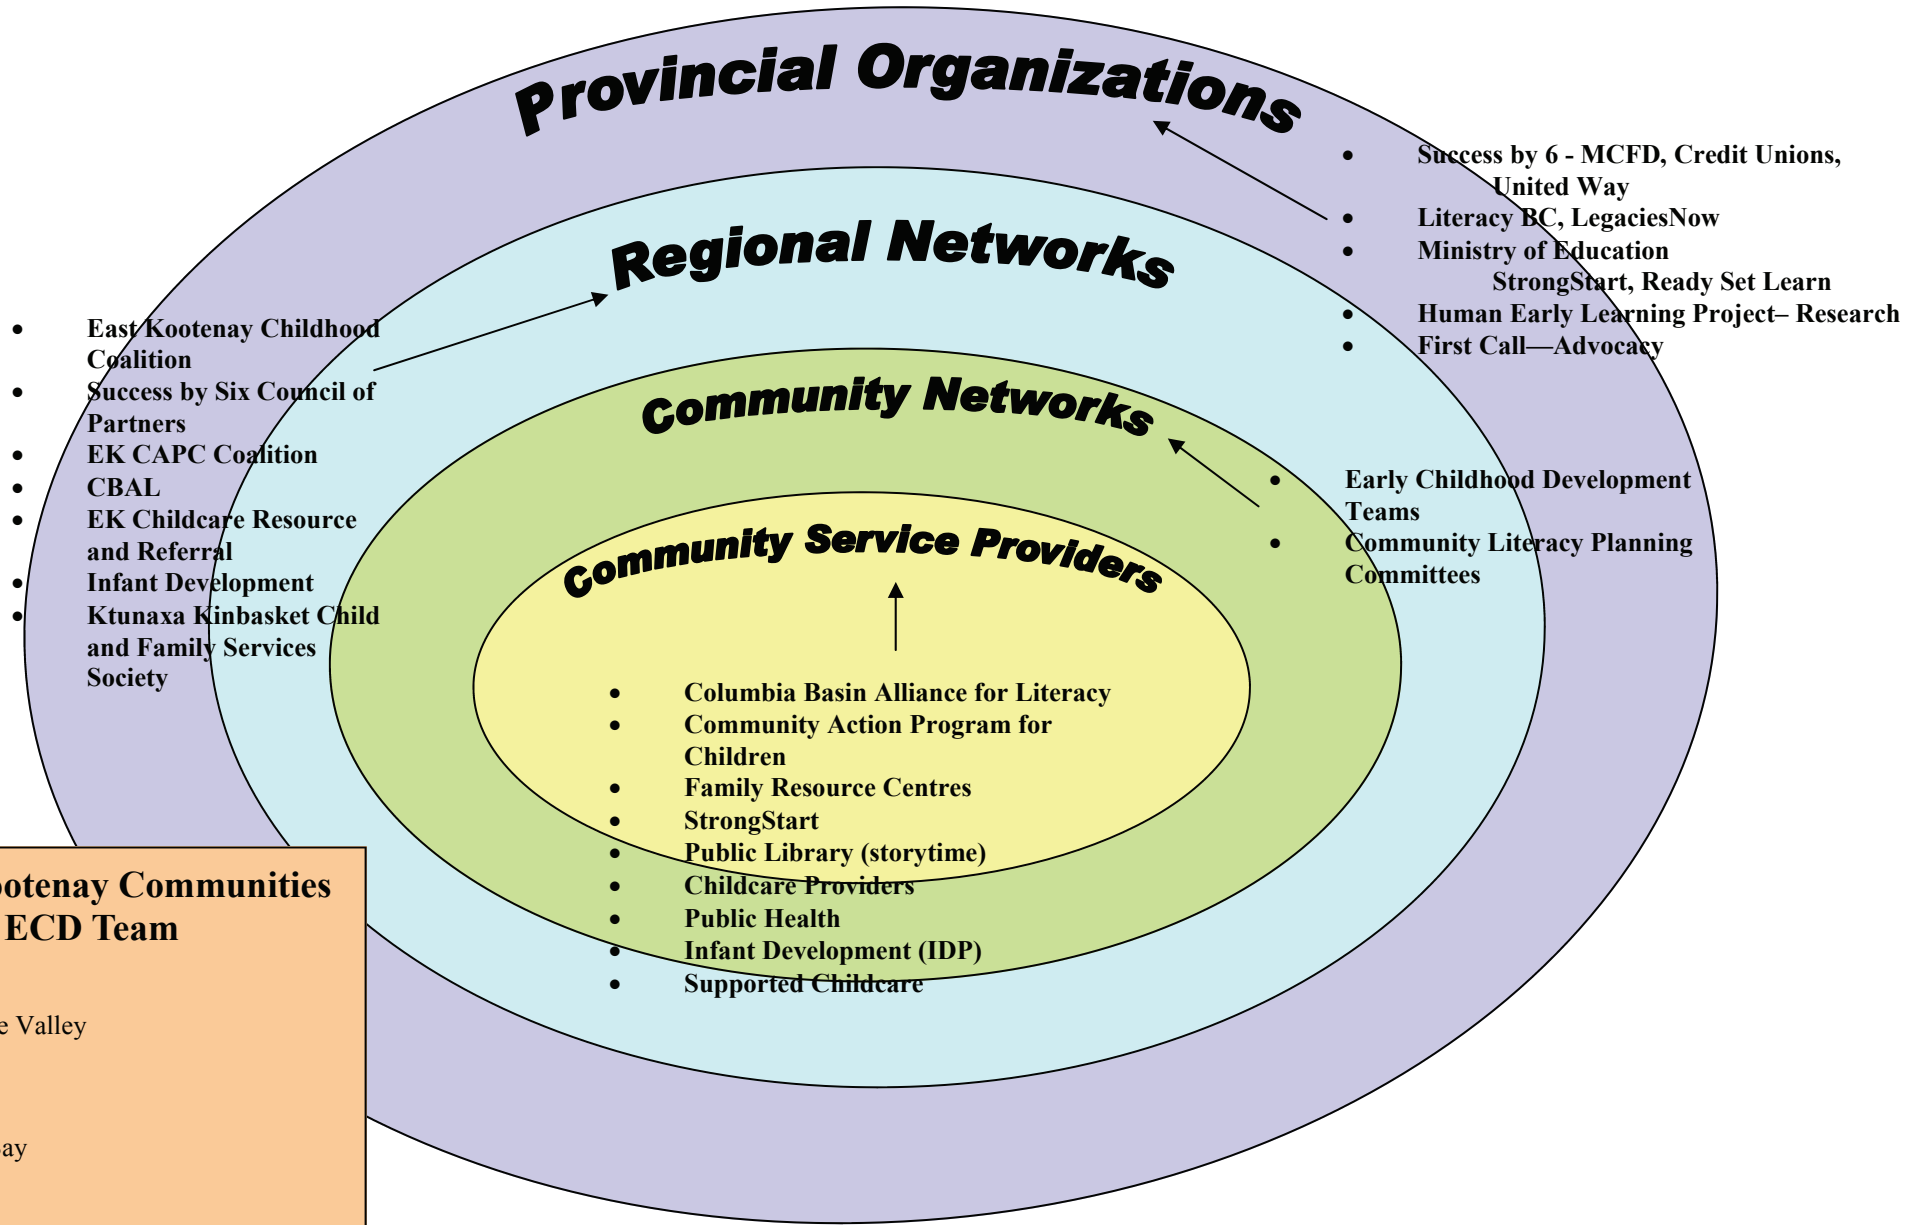 Provincial Organizations
• Success by 6 - MCFD, Credit Unions,
United Way
• Literacy BC, LegaciesNow
• Ministry of Education
StrongStart, Ready Set Learn
• Human Early Learning Project– Research
• First Call—Advocacy
Regional Networks
• East Kootenay Childhood
Coalition
• Success by Six Council of
Partners
• EK CAPC Coalition
• CBAL
• EK Childcare Resource
and Referral
• Infant Development
• Ktunaxa Kinbasket Child
and Family Services
Society
Community Networks
• Early Childhood Development
Teams
• Community Literacy Planning
Committees
Community Service Providers
• Columbia Basin Alliance for Literacy
• Community Action Program for
Children
• Family Resource Centres
• StrongStart
• Public Library (storytime)
• Childcare Providers
• Public Health
• Infant Development (IDP)
• Supported Childcare
Communities
ECD Team
Valley